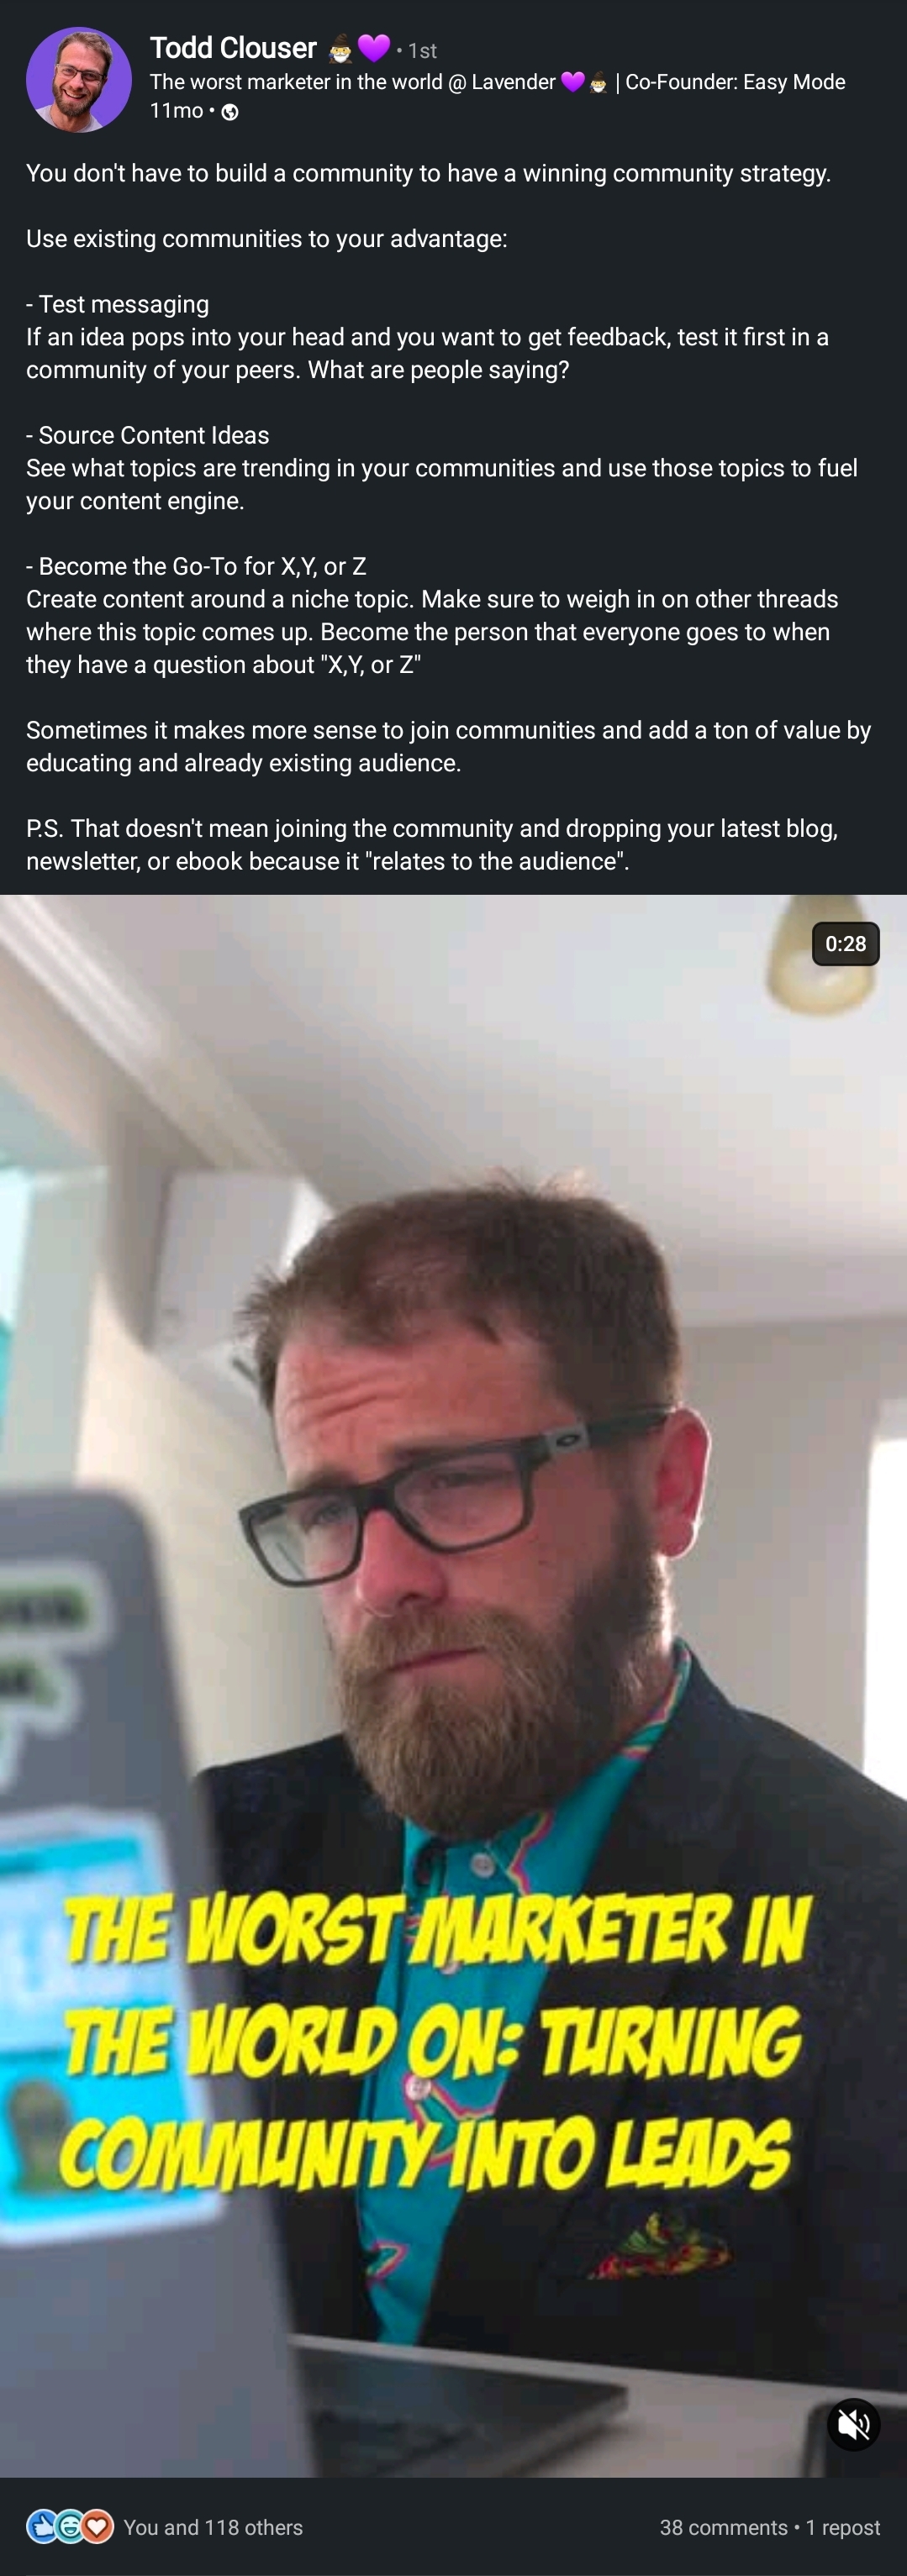 Todd Clouser 🧙💜 • 1st
The worst marketer in the world @ Lavender 💜🧙 | Co-Founder: Easy Mode
11mo •
You don't have to build a community to have a winning community strategy.
Use existing communities to your advantage:
- Test messaging
If an idea pops into your head and you want to get feedback, test it first in a
community of your peers. What are people saying?
- Source Content Ideas
See what topics are trending in your communities and use those topics to fuel
your content engine.
- Become the Go-To for X,Y, or Z
Create content around a niche topic. Make sure to weigh in on other threads
where this topic comes up. Become the person that everyone goes to when
they have a question about "X,Y, or Z"
Sometimes it makes more sense to join communities and add a ton of value by
educating and already existing audience.
P.S. That doesn't mean joining the community and dropping your latest blog,
newsletter, or ebook because it "relates to the audience".
0:28
THE WORST MARKETER IN
THE WORLD ON: TURNING
COMMUNITY INTO LEADS
You and 118 others
38 comments • 1 repost